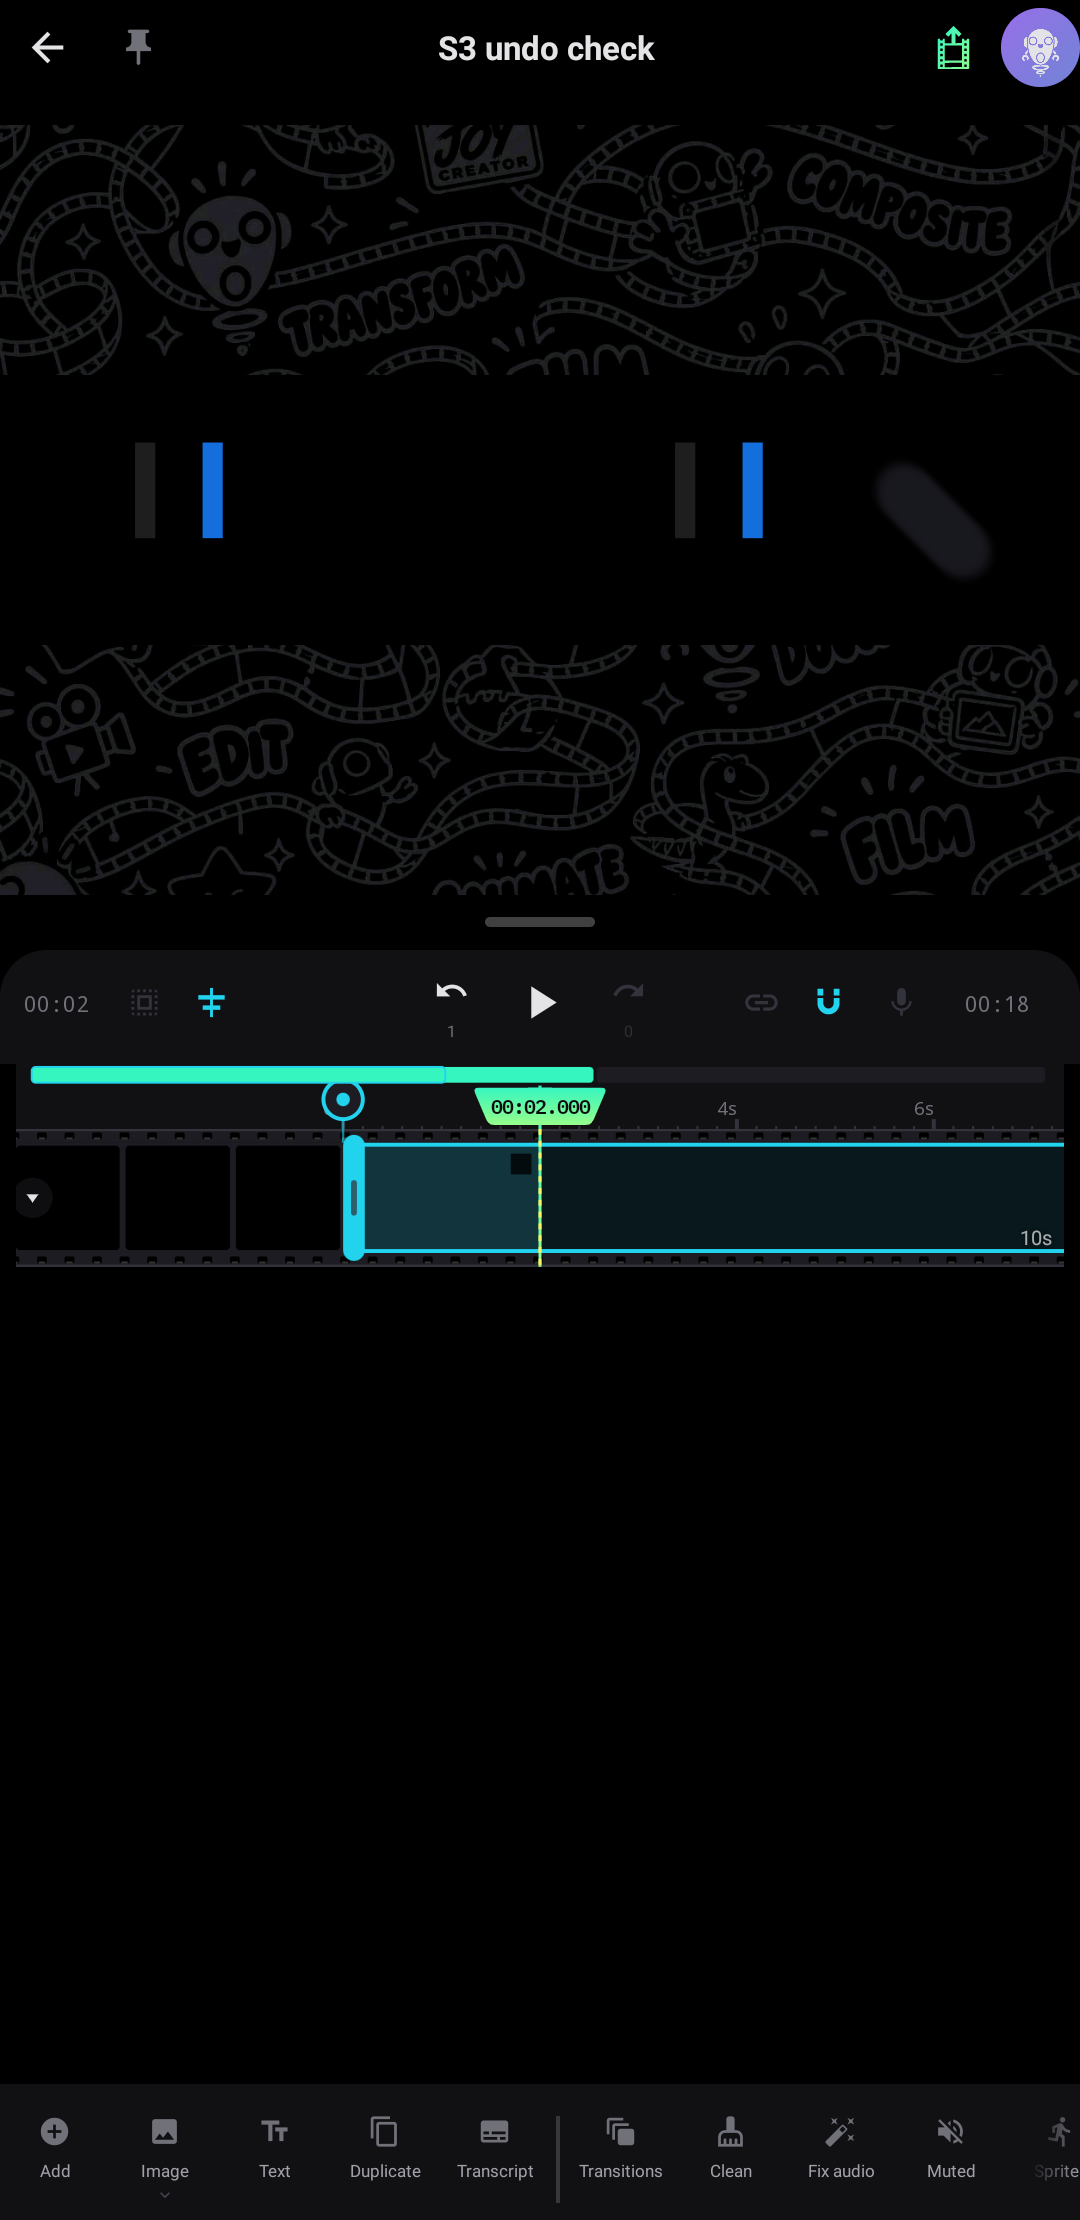 S3 undo check
JOY
CREATOR
COMPOSITE
TRANSFORM
EDIT
FILM
ANIMATE
00:02
1
0
00:18
00:02.000
4s
6s
10s
Add
Image
Text
Duplicate
Transcript
Transitions
Clean
Fix audio
Muted
Sprite